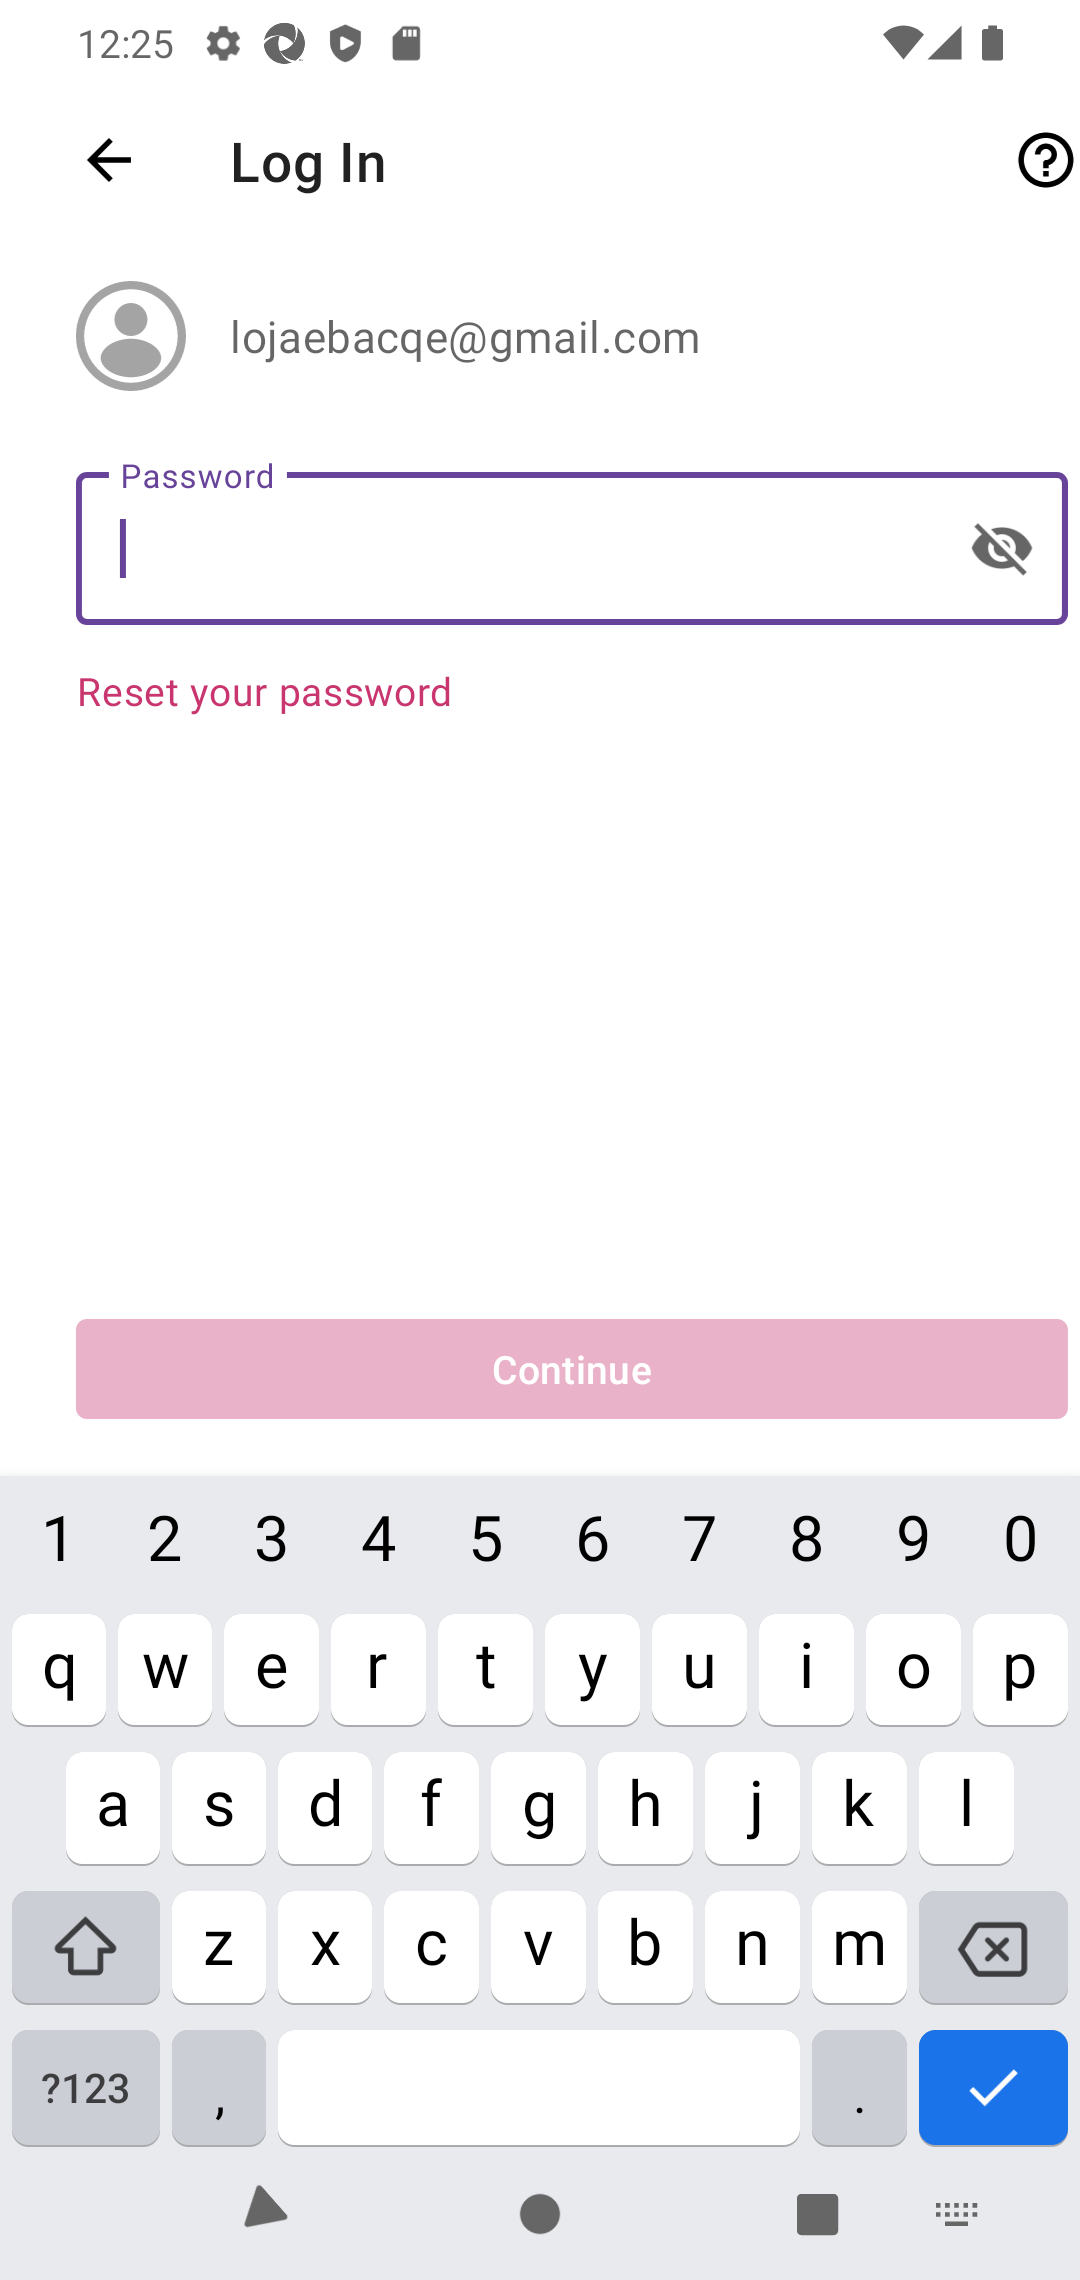 12:25
Log In
lojaebacqe@gmail.com
Password
Reset your password
Continue
1 2 3 4 5 6 7 8 9 0
q w e r t y u i o p
a s d f g h j k l
z x c v b n m
?123 , .